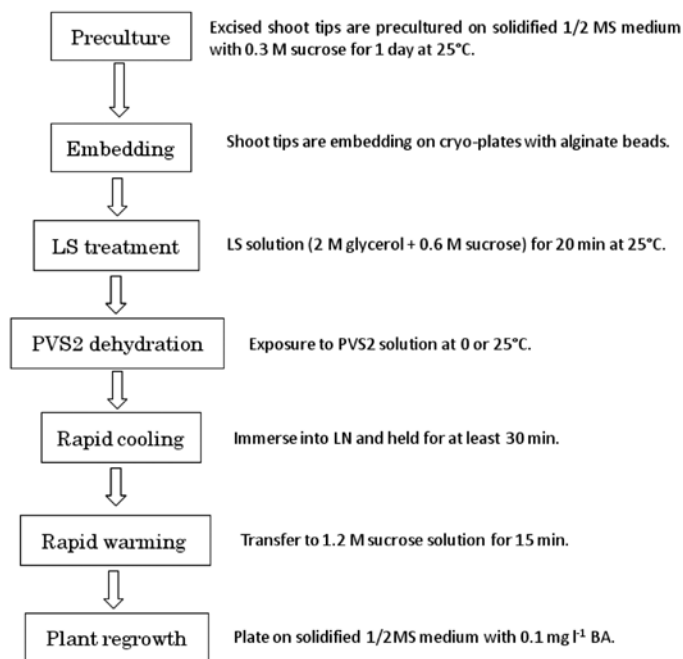 Preculture
Excised shoot tips are precultured on solidified 1/2 MS medium
with 0.3 M sucrose for 1 day at 25°C.
Embedding
Shoot tips are embedding on cryo-plates with alginate beads.
LS treatment
LS solution (2 M glycerol + 0.6 M sucrose) for 20 min at 25°C.
PVS2 dehydration
Exposure to PVS2 solution at 0 or 25°C.
Rapid cooling
Immerse into LN and held for at least 30 min.
Rapid warming
Transfer to 1.2 M sucrose solution for 15 min.
Plant regrowth
Plate on solidified 1/2MS medium with 0.1 mg l⁻¹ BA.